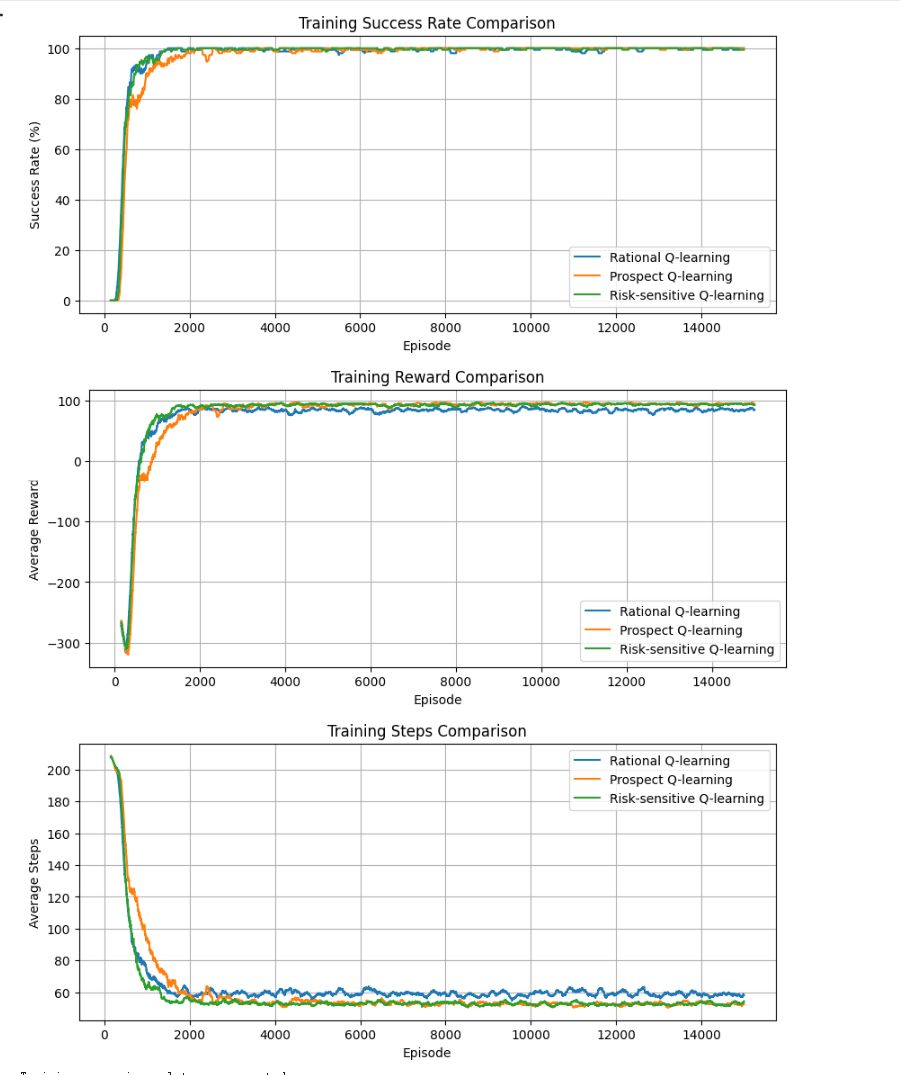 Training Success Rate Comparison
100
80
60
40
20
0
Success Rate (%)
Rational Q-learning
Prospect Q-learning
Risk-sensitive Q-learning
0 2000 4000 6000 8000 10000 12000 14000
Episode
Training Reward Comparison
100
0
−100
−200
−300
Average Reward
Rational Q-learning
Prospect Q-learning
Risk-sensitive Q-learning
0 2000 4000 6000 8000 10000 12000 14000
Episode
Training Steps Comparison
200
180
160
140
120
100
80
60
Average Steps
Rational Q-learning
Prospect Q-learning
Risk-sensitive Q-learning
0 2000 4000 6000 8000 10000 12000 14000
Episode